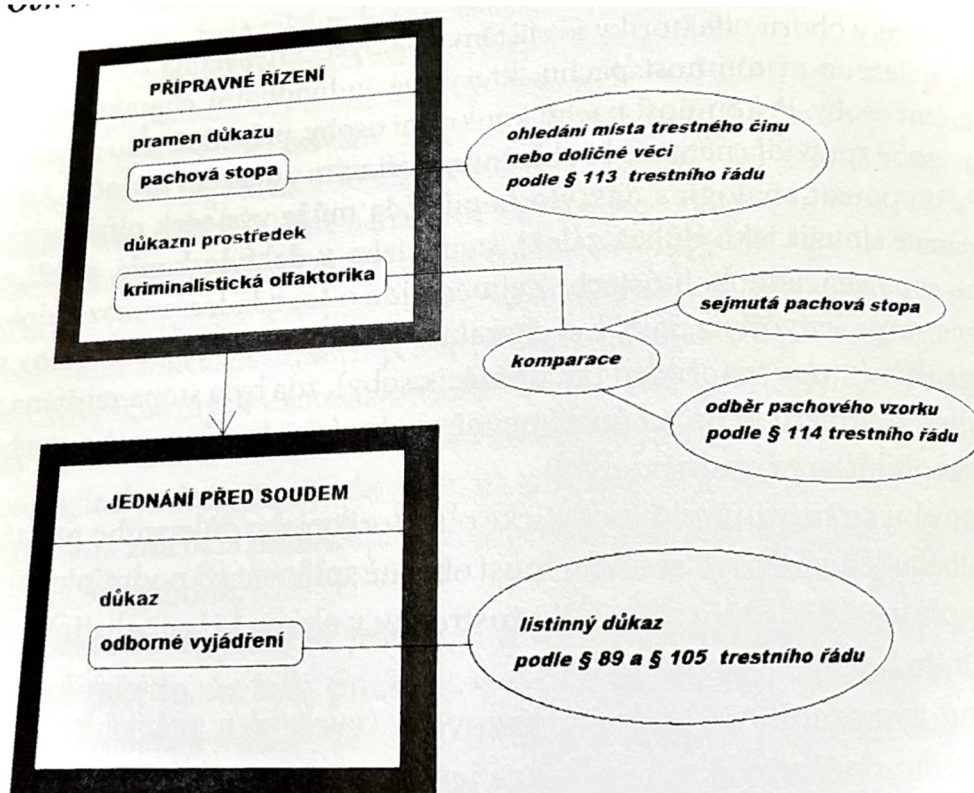 PŘÍPRAVNÉ ŘÍZENÍ
pramen důkazu
pachová stopa
důkazní prostředek
kriminalistická olfaktorika
ohledání místa trestného činu
nebo doličné věci
podle § 113 trestního řádu
komparace
sejmutá pachová stopa
odběr pachového vzorku
podle § 114 trestního řádu
JEDNÁNÍ PŘED SOUDEM
důkaz
odborné vyjádření
listinný důkaz
podle § 89 a § 105 trestního řádu